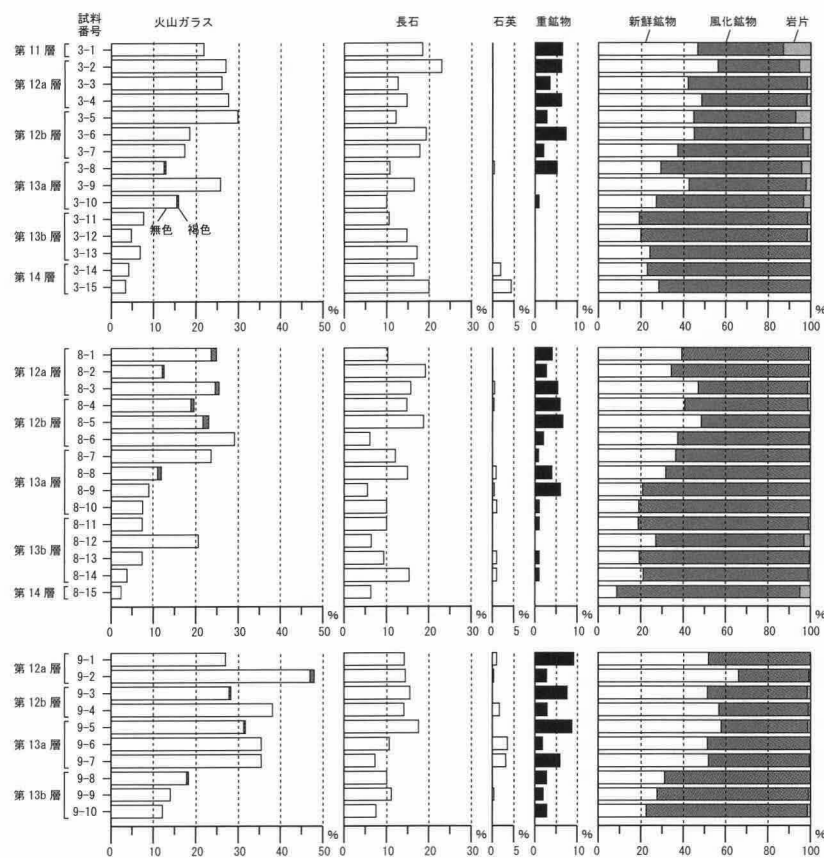 試料番号 火山ガラス 長石 石英 重鉱物 新鮮鉱物 風化鉱物 岩片
第11層 3-1
3-2
第12a層 3-3
3-4
3-5
第12b層 3-6
3-7
3-8
第13a層 3-9
3-10
無色 褐色
3-11
第13b層 3-12
3-13
第14層 3-14
3-15
% % % % %
0 10 20 30 40 50 0 10 20 30 0 5 0 5 10 0 20 40 60 80 100
8-1
第12a層 8-2
8-3
8-4
第12b層 8-5
8-6
8-7
第13a層 8-8
8-9
8-10
8-11
第13b層 8-12
8-13
8-14
第14層 8-15
% % % % %
0 10 20 30 40 50 0 10 20 30 0 5 0 5 10 0 20 40 60 80 100
第12a層 9-1
9-2
第12b層 9-3
9-4
9-5
第13a層 9-6
9-7
9-8
第13b層 9-9
9-10
% % % % %
0 10 20 30 40 50 0 10 20 30 0 5 0 5 10 0 20 40 60 80 100